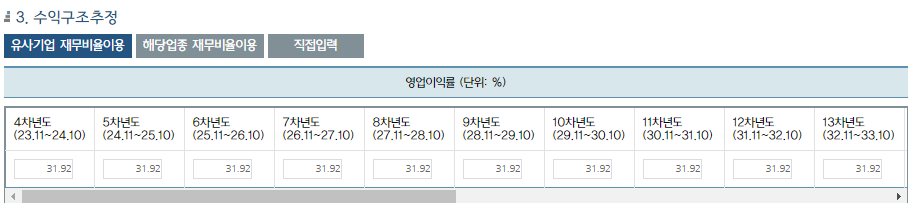 3. 수익구조추정
유사기업 재무비율이용 해당업종 재무비율이용 직접입력
영업이익률 (단위: %)
4차년도 5차년도 6차년도 7차년도 8차년도 9차년도 10차년도 11차년도 12차년도 13차년도
(23.11~24.10) (24.11~25.10) (25.11~26.10) (26.11~27.10) (27.11~28.10) (28.11~29.10) (29.11~30.10) (30.11~31.10) (31.11~32.10) (32.11~33.10)
31.92 31.92 31.92 31.92 31.92 31.92 31.92 31.92 31.92 31.92